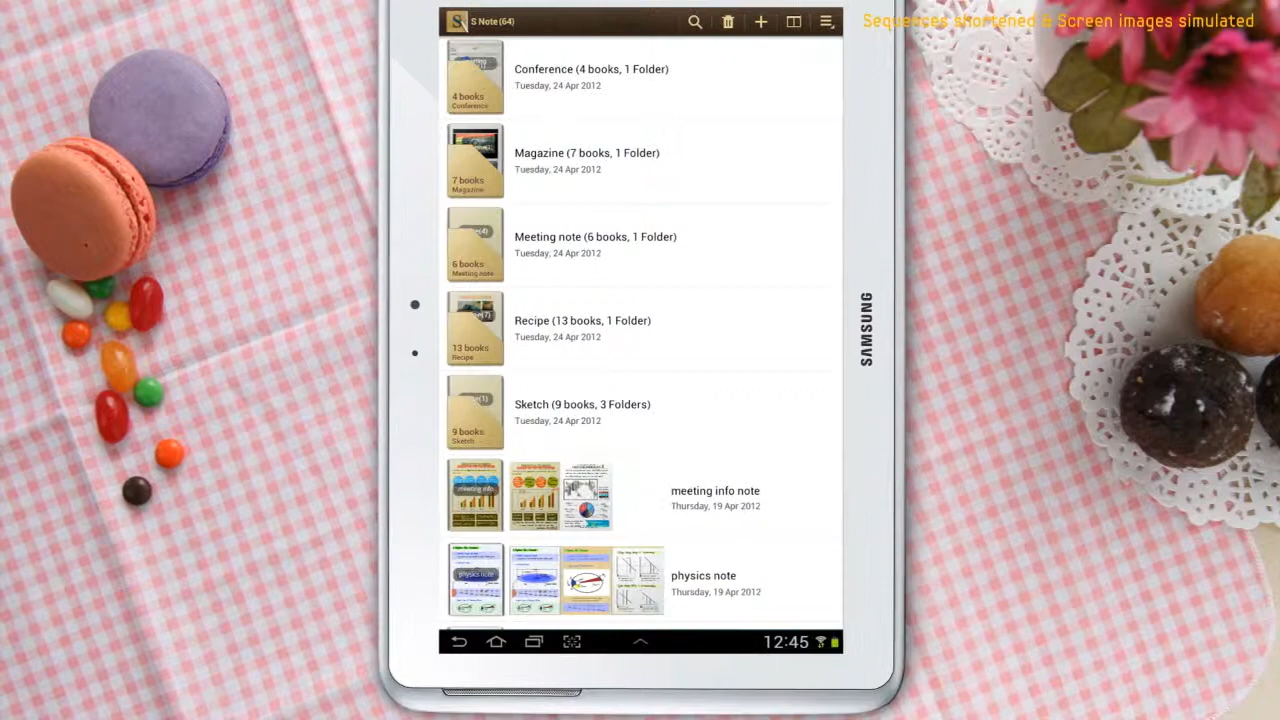 Sequences shortened & Screen images simulated
S Note (64)
Conference (4 books, 1 Folder)
Tuesday, 24 Apr 2012
4 books
Conference
Magazine (7 books, 1 Folder)
Tuesday, 24 Apr 2012
7 books
Magazine
Meeting note (6 books, 1 Folder)
Tuesday, 24 Apr 2012
6 books
Meeting note
Recipe (13 books, 1 Folder)
Tuesday, 24 Apr 2012
13 books
Recipe
Sketch (9 books, 3 Folders)
Tuesday, 24 Apr 2012
9 books
Sketch
meeting info
meeting info note
Thursday, 19 Apr 2012
physics note
physics note
Thursday, 19 Apr 2012
12:45
SAMSUNG